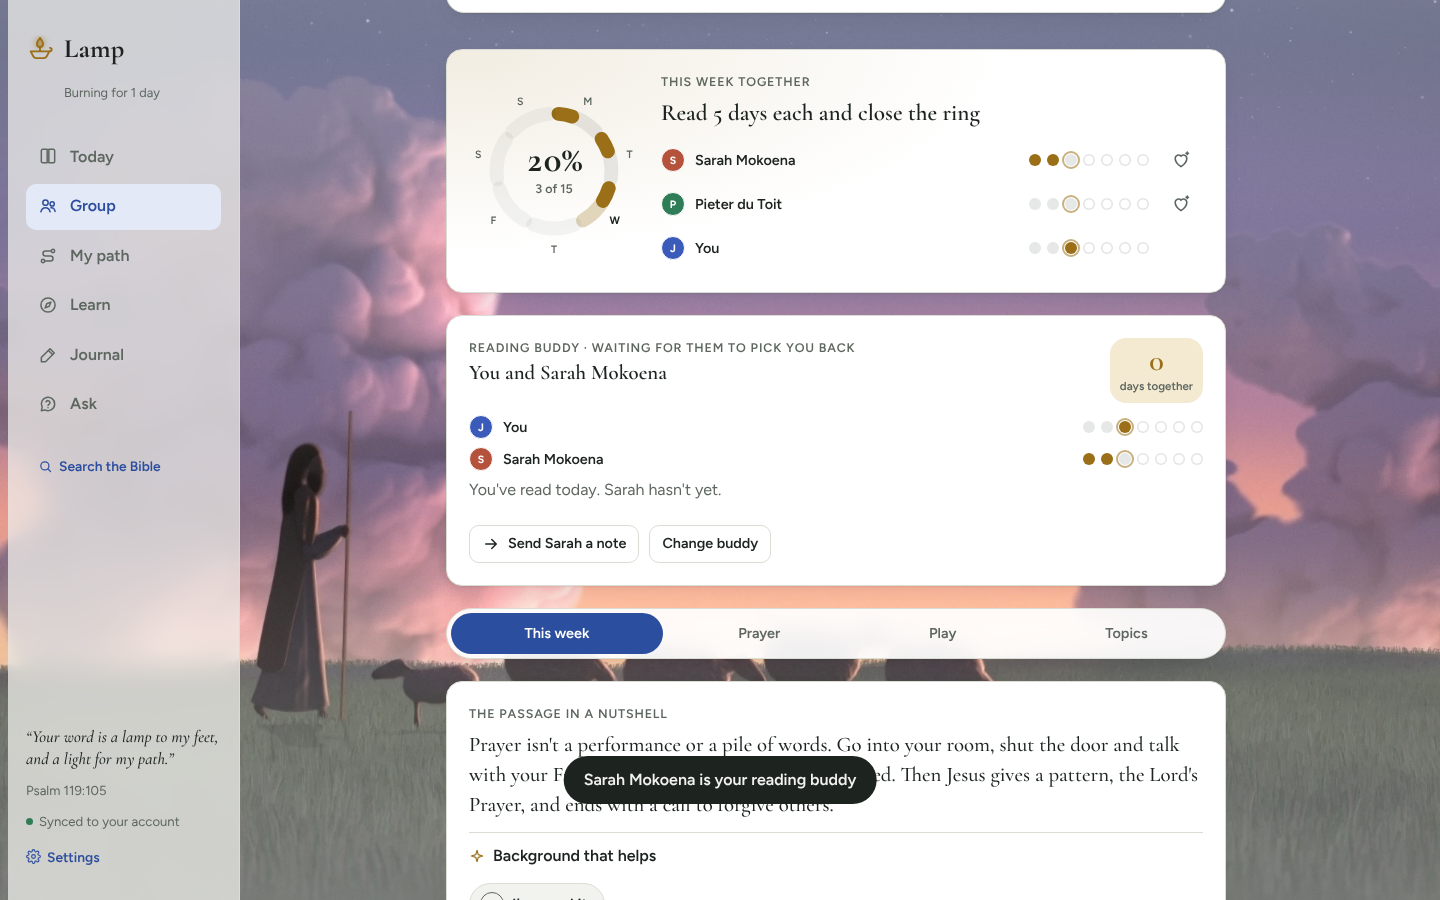 Lamp
Burning for 1 day
Today
Group
My path
Learn
Journal
Ask
Search the Bible
“Your word is a lamp to my feet,
and a light for my path.”
Psalm 119:105
Synced to your account
Settings
THIS WEEK TOGETHER
Read 5 days each and close the ring
S
M
T
W
T
F
S
20%
3 of 15
S Sarah Mokoena
P Pieter du Toit
J You
READING BUDDY · WAITING FOR THEM TO PICK YOU BACK
You and Sarah Mokoena
0
days together
J You
S Sarah Mokoena
You've read today. Sarah hasn't yet.
Send Sarah a note
Change buddy
This week
Prayer
Play
Topics
THE PASSAGE IN A NUTSHELL
Prayer isn't a performance or a pile of words. Go into your room, shut the door and talk
with your Then Jesus gives a pattern, the Lord's
Prayer, and ends with a call to forgive others.
Sarah Mokoena is your reading buddy
Background that helps